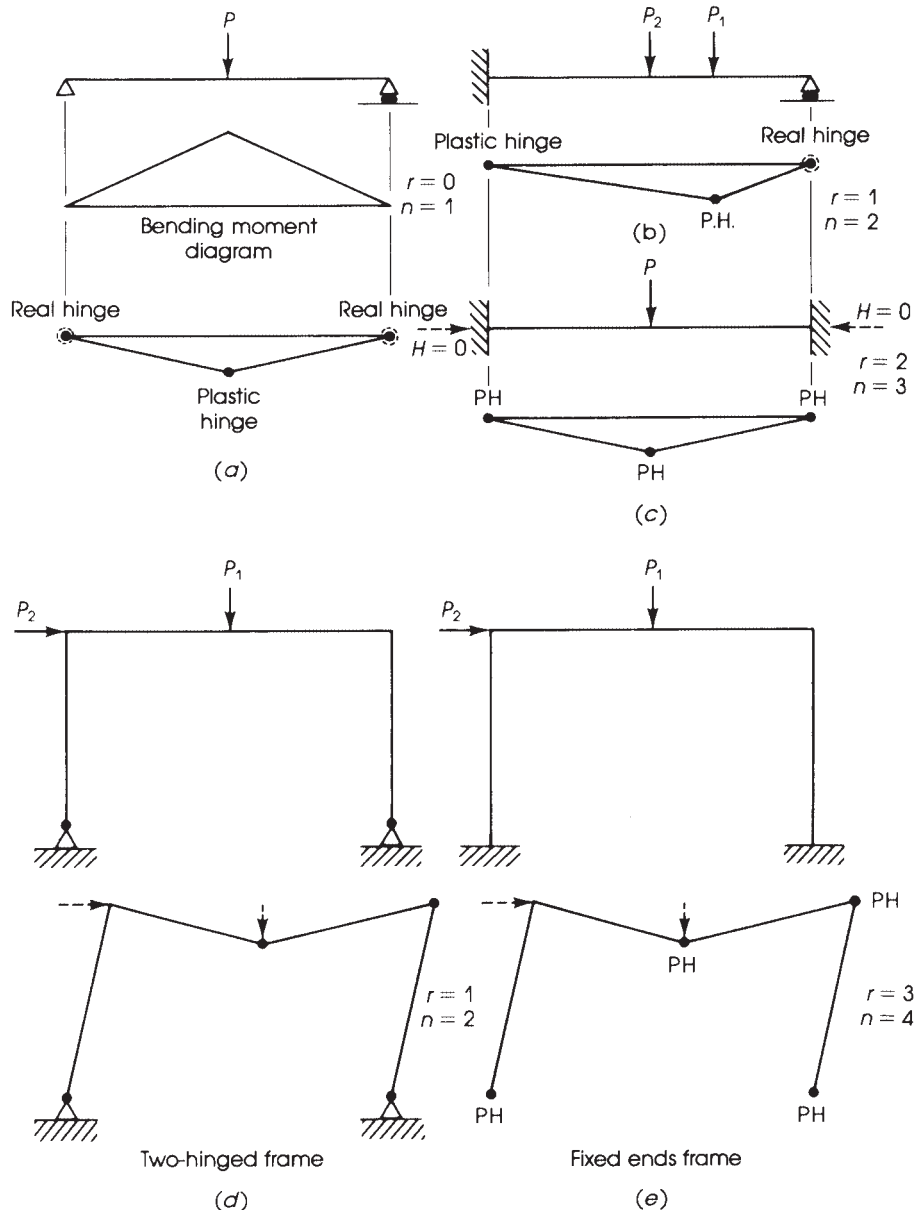 P
r = 0
n = 1
Bending moment
diagram
Real hinge
Real hinge
Plastic
hinge
(a)
P₂
P₁
Plastic hinge
Real hinge
P.H.
r = 1
n = 2
(b)
P
H = 0
H = 0
r = 2
n = 3
PH
PH
PH
(c)
P₁
P₂
r = 1
n = 2
Two-hinged frame
(d)
P₁
P₂
PH
PH
r = 3
n = 4
PH
PH
Fixed ends frame
(e)